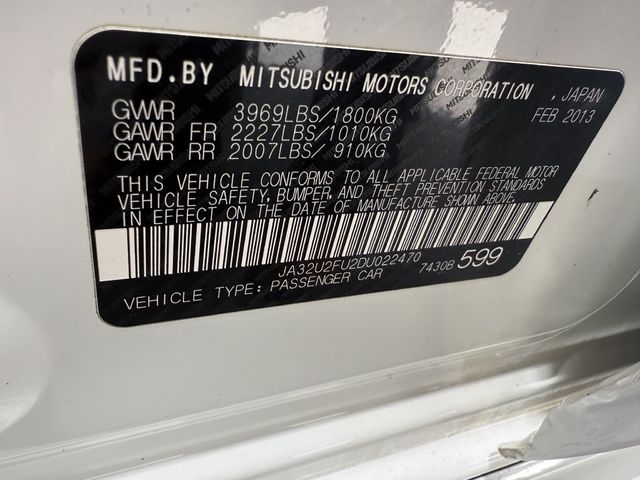 MFD.BY MITSUBISHI MOTORS CORPORATION , JAPAN
GVWR 3969LBS/1800KG FEB 2013
GAWR FR 2227LBS/1010KG
GAWR RR 2007LBS/ 910KG
THIS VEHICLE CONFORMS TO ALL APPLICABLE FEDERAL MOTOR
VEHICLE SAFETY, BUMPER, AND THEFT PREVENTION STANDARDS
IN EFFECT ON THE DATE OF MANUFACTURE SHOWN ABOVE.
JA32U2FU2DU022470 7430B 599
VEHICLE TYPE: PASSENGER CAR